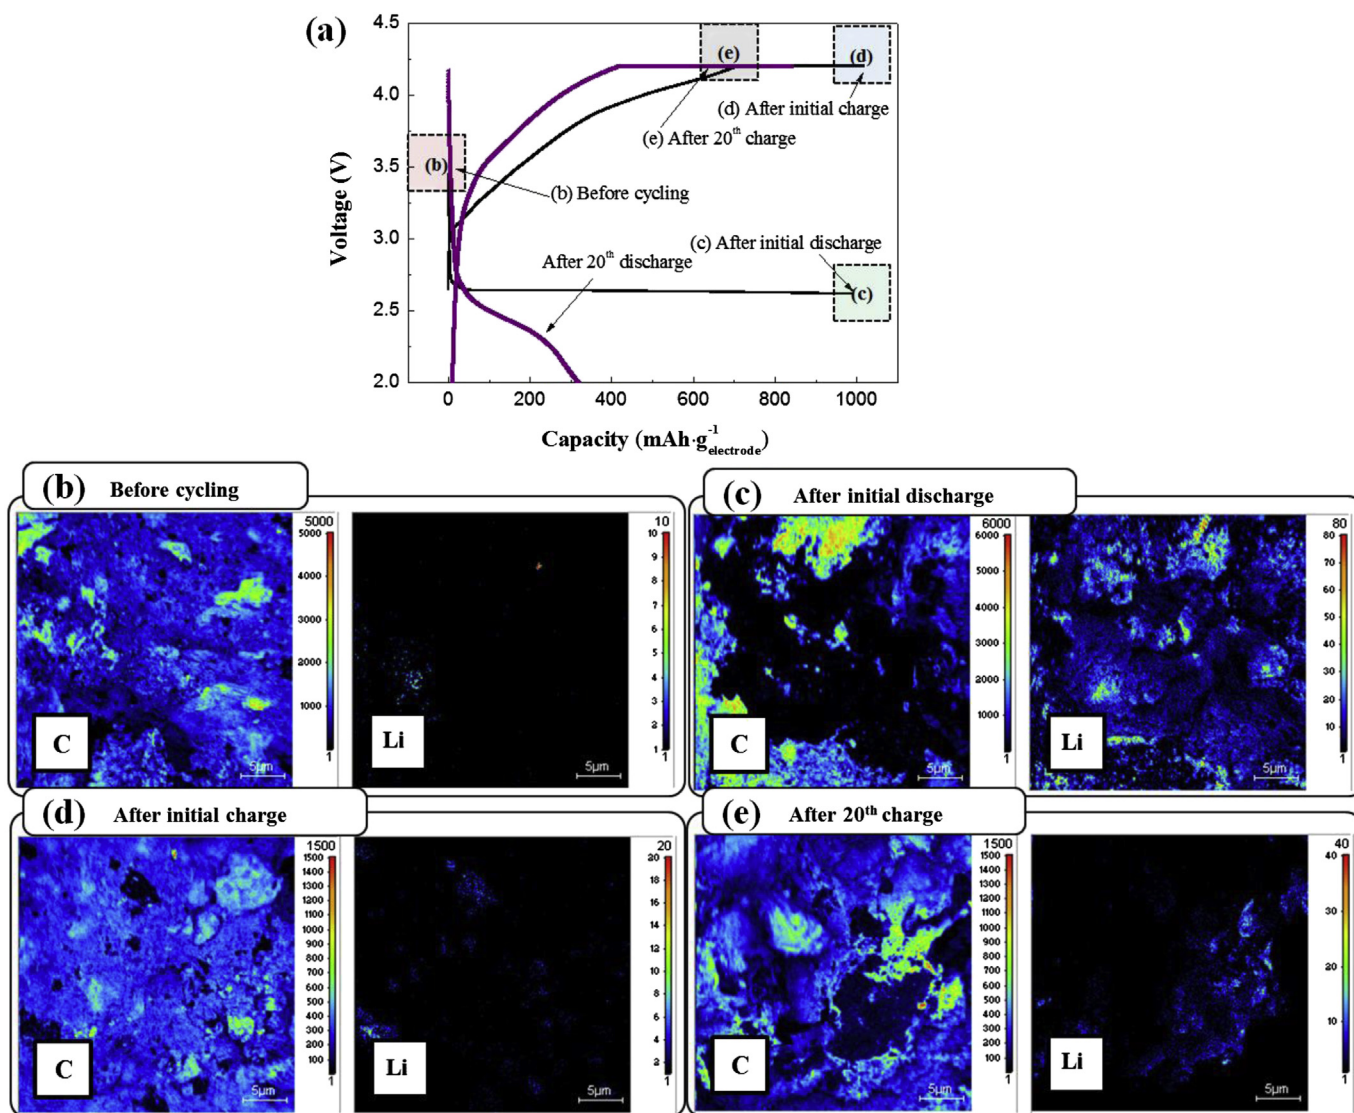 (a)
4.5
4.0
3.5
3.0
2.5
2.0
Voltage (V)
(e)
(d)
(d) After initial charge
(e) After 20th charge
(b)
(b) Before cycling
(c) After initial discharge
After 20th discharge
(c)
0 200 400 600 800 1000
Capacity (mAh·g-1electrode)
(b) Before cycling
5000
5000
4000
3000
2000
1000
1
C
5μm
10
10
9
8
7
6
5
4
3
2
1
Li
5μm
(c) After initial discharge
6000
6000
5000
4000
3000
2000
1000
1
C
5μm
80
80
70
60
50
40
30
20
10
1
Li
5μm
(d) After initial charge
1500
1500
1400
1300
1200
1100
1000
900
800
700
600
500
400
300
200
100
1
C
5μm
20
20
18
16
14
12
10
8
6
4
2
1
Li
5μm
(e) After 20th charge
1500
1500
1400
1300
1200
1100
1000
900
800
700
600
500
400
300
200
100
1
C
5μm
40
40
30
20
10
1
Li
5μm